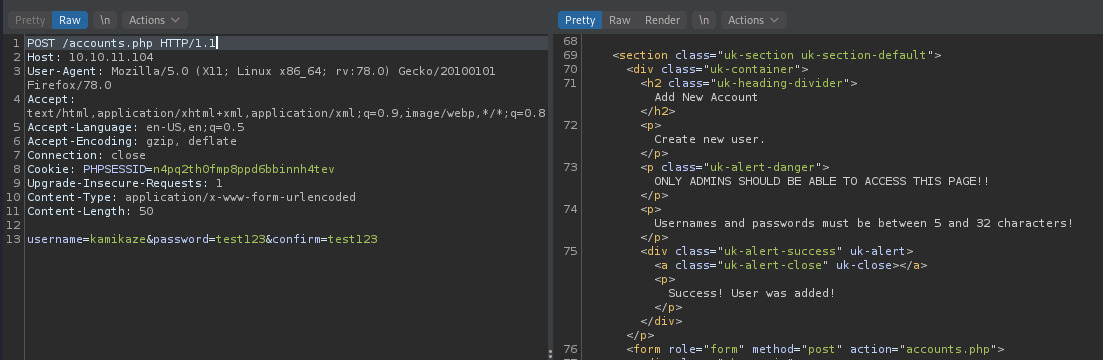 Pretty Raw \n Actions
1 POST /accounts.php HTTP/1.1
2 Host: 10.10.11.104
3 User-Agent: Mozilla/5.0 (X11; Linux x86_64; rv:78.0) Gecko/20100101
Firefox/78.0
4 Accept:
text/html,application/xhtml+xml,application/xml;q=0.9,image/webp,*/*;q=0.8
5 Accept-Language: en-US,en;q=0.5
6 Accept-Encoding: gzip, deflate
7 Connection: close
8 Cookie: PHPSESSID=n4pq2th0fmp8ppd6bbinnh4tev
9 Upgrade-Insecure-Requests: 1
10 Content-Type: application/x-www-form-urlencoded
11 Content-Length: 50
12
13 username=kamikaze&password=test123&confirm=test123
Pretty Raw Render \n Actions
68
69 <section class="uk-section uk-section-default">
70 <div class="uk-container">
71 <h2 class="uk-heading-divider">
Add New Account
</h2>
72 <p>
Create new user.
</p>
73 <p class="uk-alert-danger">
ONLY ADMINS SHOULD BE ABLE TO ACCESS THIS PAGE!!
</p>
74 <p>
Usernames and passwords must be between 5 and 32 characters!
</p>
75 <div class="uk-alert-success" uk-alert>
<a class="uk-alert-close" uk-close></a>
<p>
Success! User was added!
</p>
</div>
</p>
76 <form role="form" method="post" action="accounts.php">